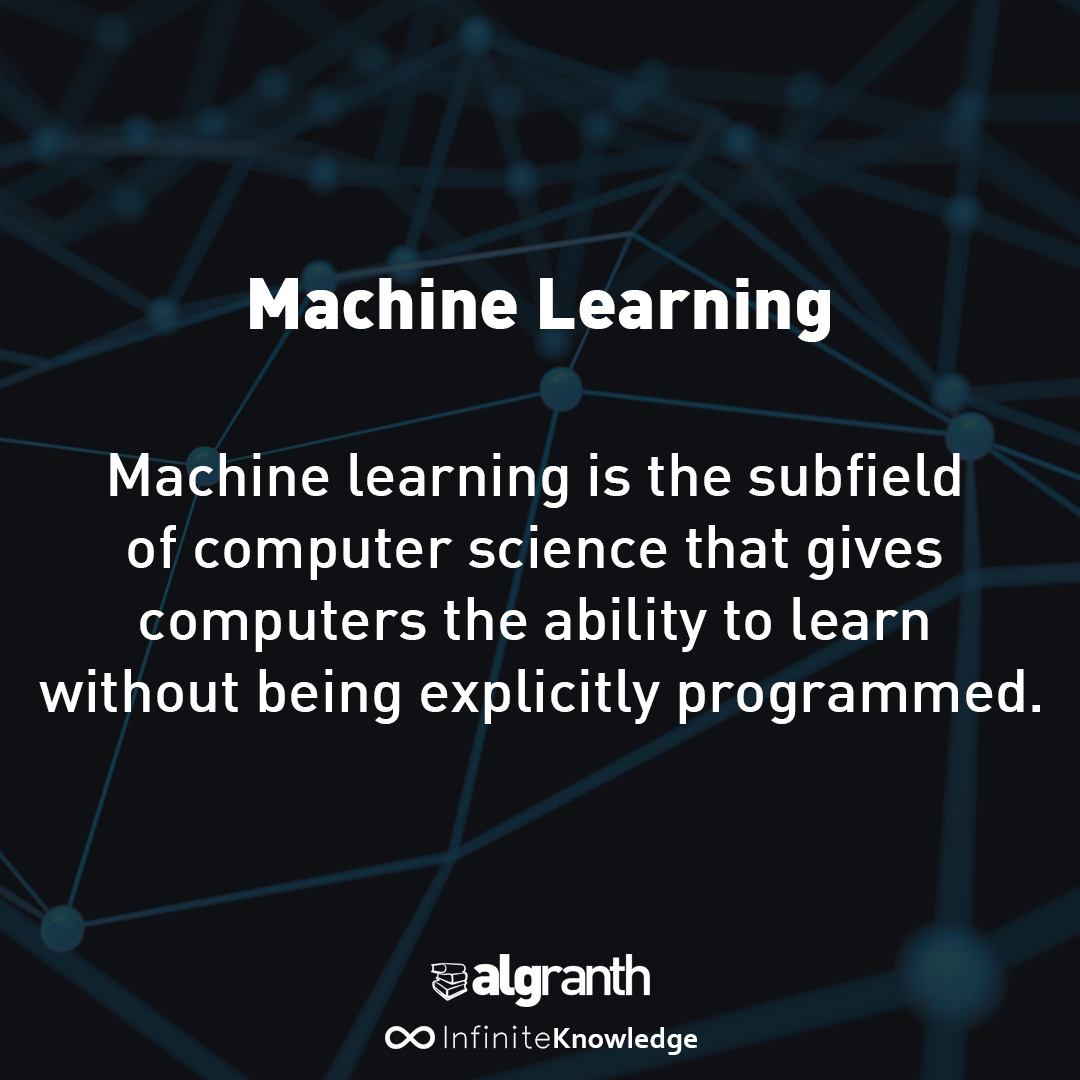 Machine Learning
Machine learning is the subfield
of computer science that gives
computers the ability to learn
without being explicitly programmed.
algranth
InfiniteKnowledge